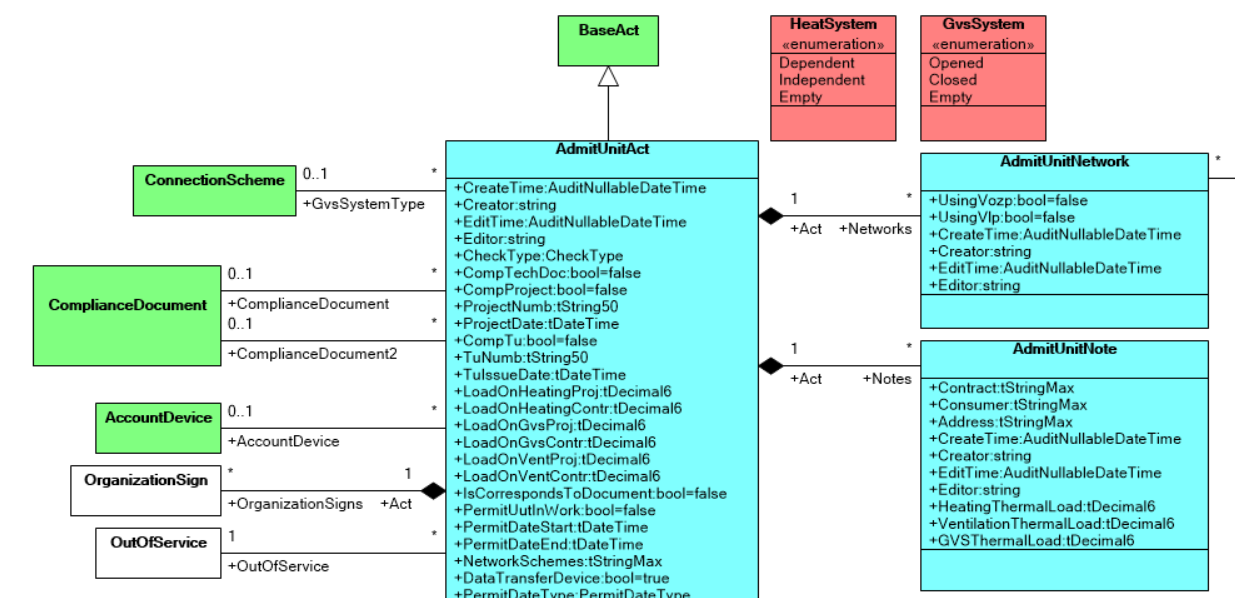 BaseAct
HeatSystem
«enumeration»
Dependent
Independent
Empty
GvsSystem
«enumeration»
Opened
Closed
Empty
ConnectionScheme
0..1
*
+GvsSystemType
ComplianceDocument
0..1
*
+ComplianceDocument
0..1
*
+ComplianceDocument2
AccountDevice
0..1
*
+AccountDevice
OrganizationSign
*
1
+OrganizationSigns
+Act
OutOfService
1
*
+OutOfService
AdmitUnitAct
+CreateTime:AuditNullableDateTime
+Creator:string
+EditTime:AuditNullableDateTime
+Editor:string
+CheckType:CheckType
+CompTechDoc:bool=false
+CompProject:bool=false
+ProjectNumb:tString50
+ProjectDate:tDateTime
+CompTu:bool=false
+TuNumb:tString50
+TuIssueDate:tDateTime
+LoadOnHeatingProj:tDecimal6
+LoadOnHeatingContr:tDecimal6
+LoadOnGvsProj:tDecimal6
+LoadOnGvsContr:tDecimal6
+LoadOnVentProj:tDecimal6
+LoadOnVentContr:tDecimal6
+IsCorrespondsToDocument:bool=false
+PermitUutInWork:bool=false
+PermitDateStart:tDateTime
+PermitDateEnd:tDateTime
+NetworkSchemes:tStringMax
+DataTransferDevice:bool=true
+PermitDateType:PermitDateType
1
*
+Act
+Networks
AdmitUnitNetwork
*
+UsingVozp:bool=false
+UsingVlp:bool=false
+CreateTime:AuditNullableDateTime
+Creator:string
+EditTime:AuditNullableDateTime
+Editor:string
1
*
+Act
+Notes
AdmitUnitNote
+Contract:tStringMax
+Consumer:tStringMax
+Address:tStringMax
+CreateTime:AuditNullableDateTime
+Creator:string
+EditTime:AuditNullableDateTime
+Editor:string
+HeatingThermalLoad:tDecimal6
+VentilationThermalLoad:tDecimal6
+GVSThermalLoad:tDecimal6